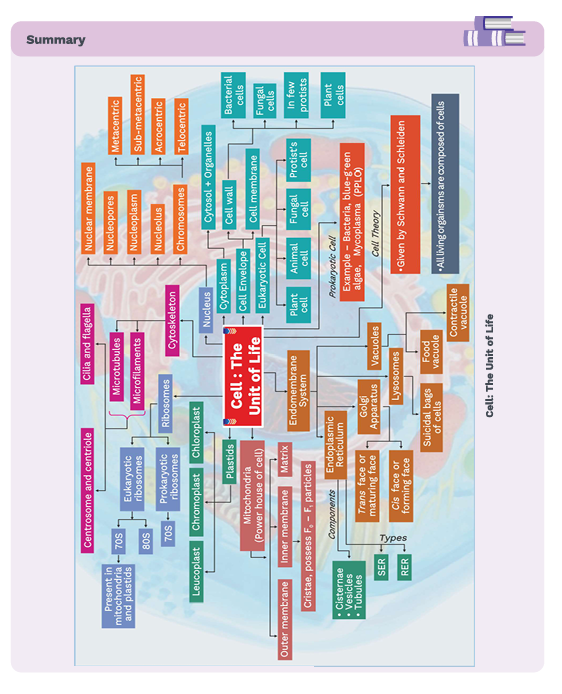 Summary
Cell : The
Unit of Life
Nucleus
Nuclear membrane
Nucleopores
Nucleoplasm
Nucleolus
Chromosomes
Metacentric
Sub-metacentric
Acrocentric
Telocentric
Cytoplasm
Cytosol + Organelles
Cell Envelope
Cell wall
Cell membrane
Bacterial
cells
Fungal
cells
In few
protists
Plant
cells
Eukaryotic Cell
Plant
cell
Animal
cell
Fungal
cell
Protist's
cell
Prokaryotic Cell
Example – Bacteria, blue-green
algae, Mycoplasma (PPLO)
Cell Theory
• Given by Schwann and Schleiden
• All living orgainsms are composed of cells
Cytoskeleton
Cilia and flagella
Microtubules
Microfilaments
Centrosome and centriole
Ribosomes
Eukaryotic
ribosomes
Prokaryotic
ribosomes
70S
80S
70S
Present in
mitochondria
and plastids
Plastids
Chloroplast
Chromoplast
Leucoplast
Mitochondria
(Power house of cell)
Outer membrane
Inner membrane
Matrix
Cristae, possess F₀ – F₁ particles
Endomembrane
System
Endoplasmic
Reticulum
Components
• Cisternae
• Vesicles
• Tubules
Types
SER
RER
Golgi
Apparatus
Trans face or
maturing face
Cis face or
forming face
Lysosomes
Suicidal bags
of cells
Vacuoles
Food
vacuole
Contractile
vacuole
Cell: The Unit of Life